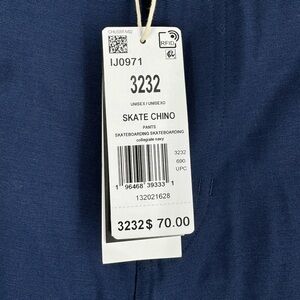 RFID
IJ0971
3232
UNISEX / UNISEXO
SKATE CHINO
PANTS
SKATEBOARDING SKATEBOARDING
collegiate navy
3232
690
UPC
1 96468 39333 1
132021628
3232 $ 70.00